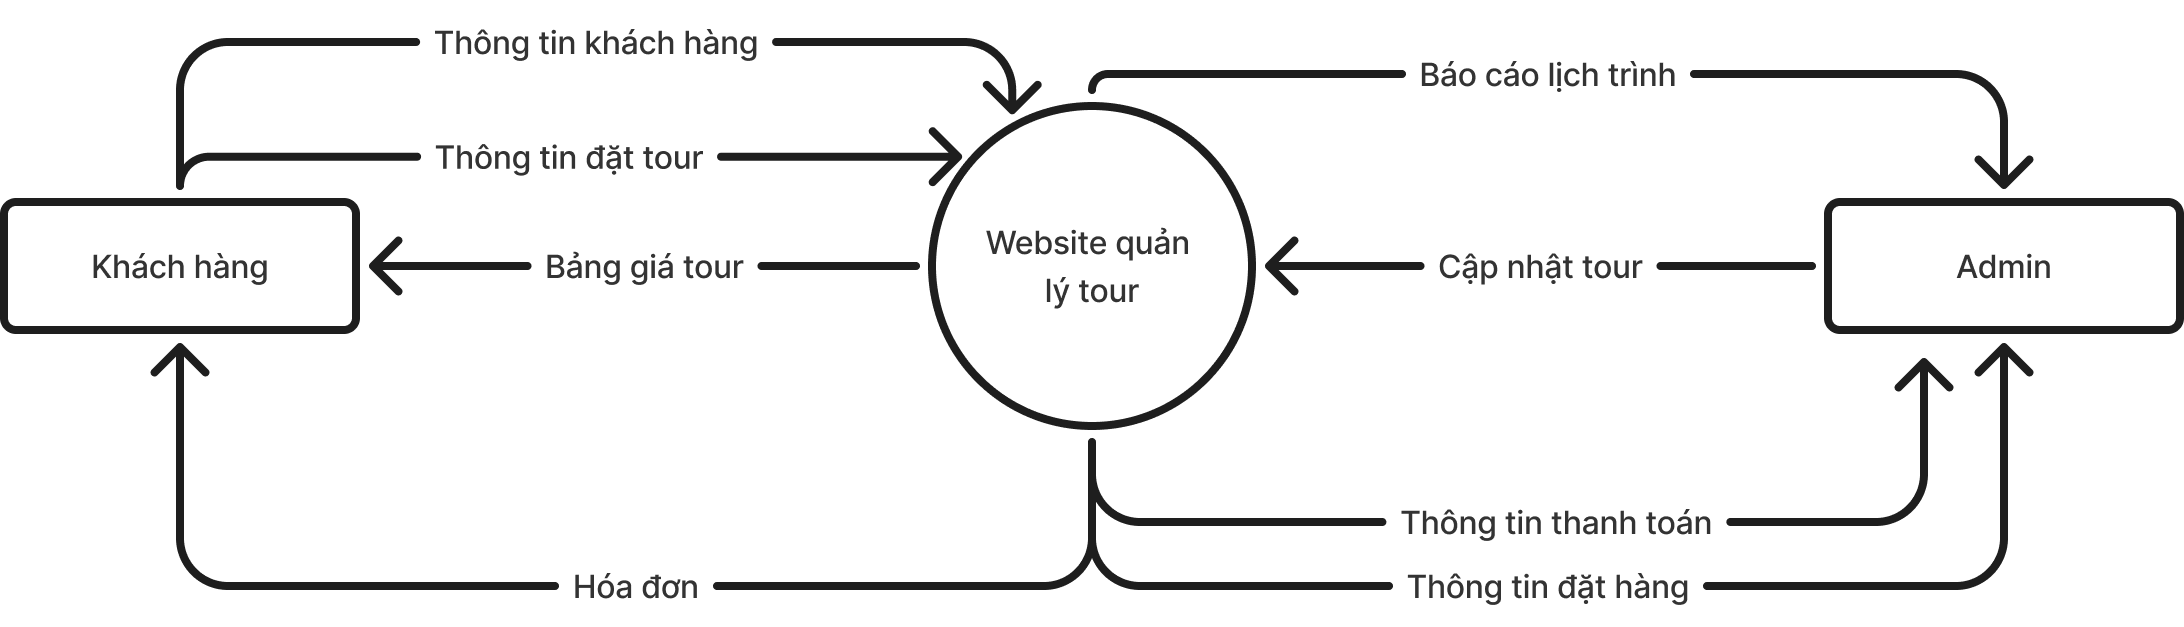 Thông tin khách hàng
Báo cáo lịch trình
Thông tin đặt tour
Khách hàng
Bảng giá tour
Website quản
lý tour
Cập nhật tour
Admin
Thông tin thanh toán
Hóa đơn
Thông tin đặt hàng